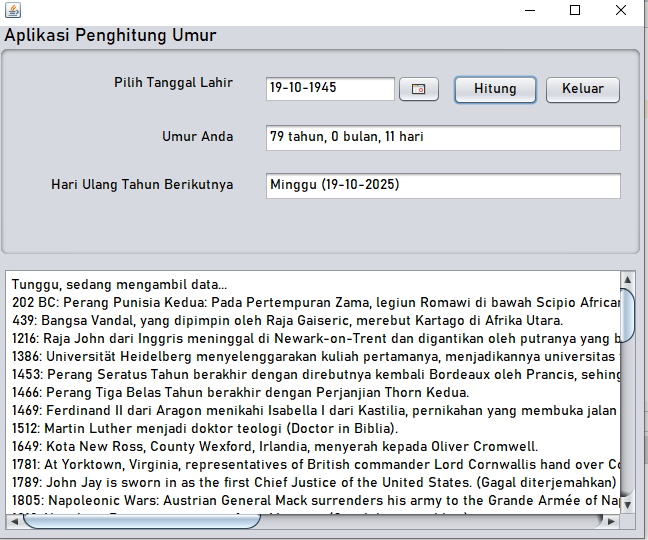 Aplikasi Penghitung Umur
Pilih Tanggal Lahir
19-10-1945
Hitung
Keluar
Umur Anda
79 tahun, 0 bulan, 11 hari
Hari Ulang Tahun Berikutnya
Minggu (19-10-2025)
Tunggu, sedang mengambil data...
202 BC: Perang Punisia Kedua: Pada Pertempuran Zama, legiun Romawi di bawah Scipio
439: Bangsa Vandal, yang dipimpin oleh Raja Gaiseric, merebut Kartago di Afrika Utara.
1216: Raja John dari Inggris meninggal di Newark-on-Trent dan digantikan oleh putranya yang
1386: Universität Heidelberg menyelenggarakan kuliah pertamanya, menjadikannya universitas
1453: Perang Seratus Tahun berakhir dengan direbutnya kembali Bordeaux oleh Prancis,
1466: Perang Tiga Belas Tahun berakhir dengan Perjanjian Thorn Kedua.
1469: Ferdinand II dari Aragon menikahi Isabella I dari Kastilia, pernikahan yang membuka jalan
1512: Martin Luther menjadi doktor teologi (Doctor in Biblia).
1649: Kota New Ross, County Wexford, Irlandia, menyerah kepada Oliver Cromwell.
1781: At Yorktown, Virginia, representatives of British commander Lord Cornwallis hand over
1789: John Jay is sworn in as the first Chief Justice of the United States. (Gagal diterjemahkan)
1805: Napoleonic Wars: Austrian General Mack surrenders his army to the Grande Armée of